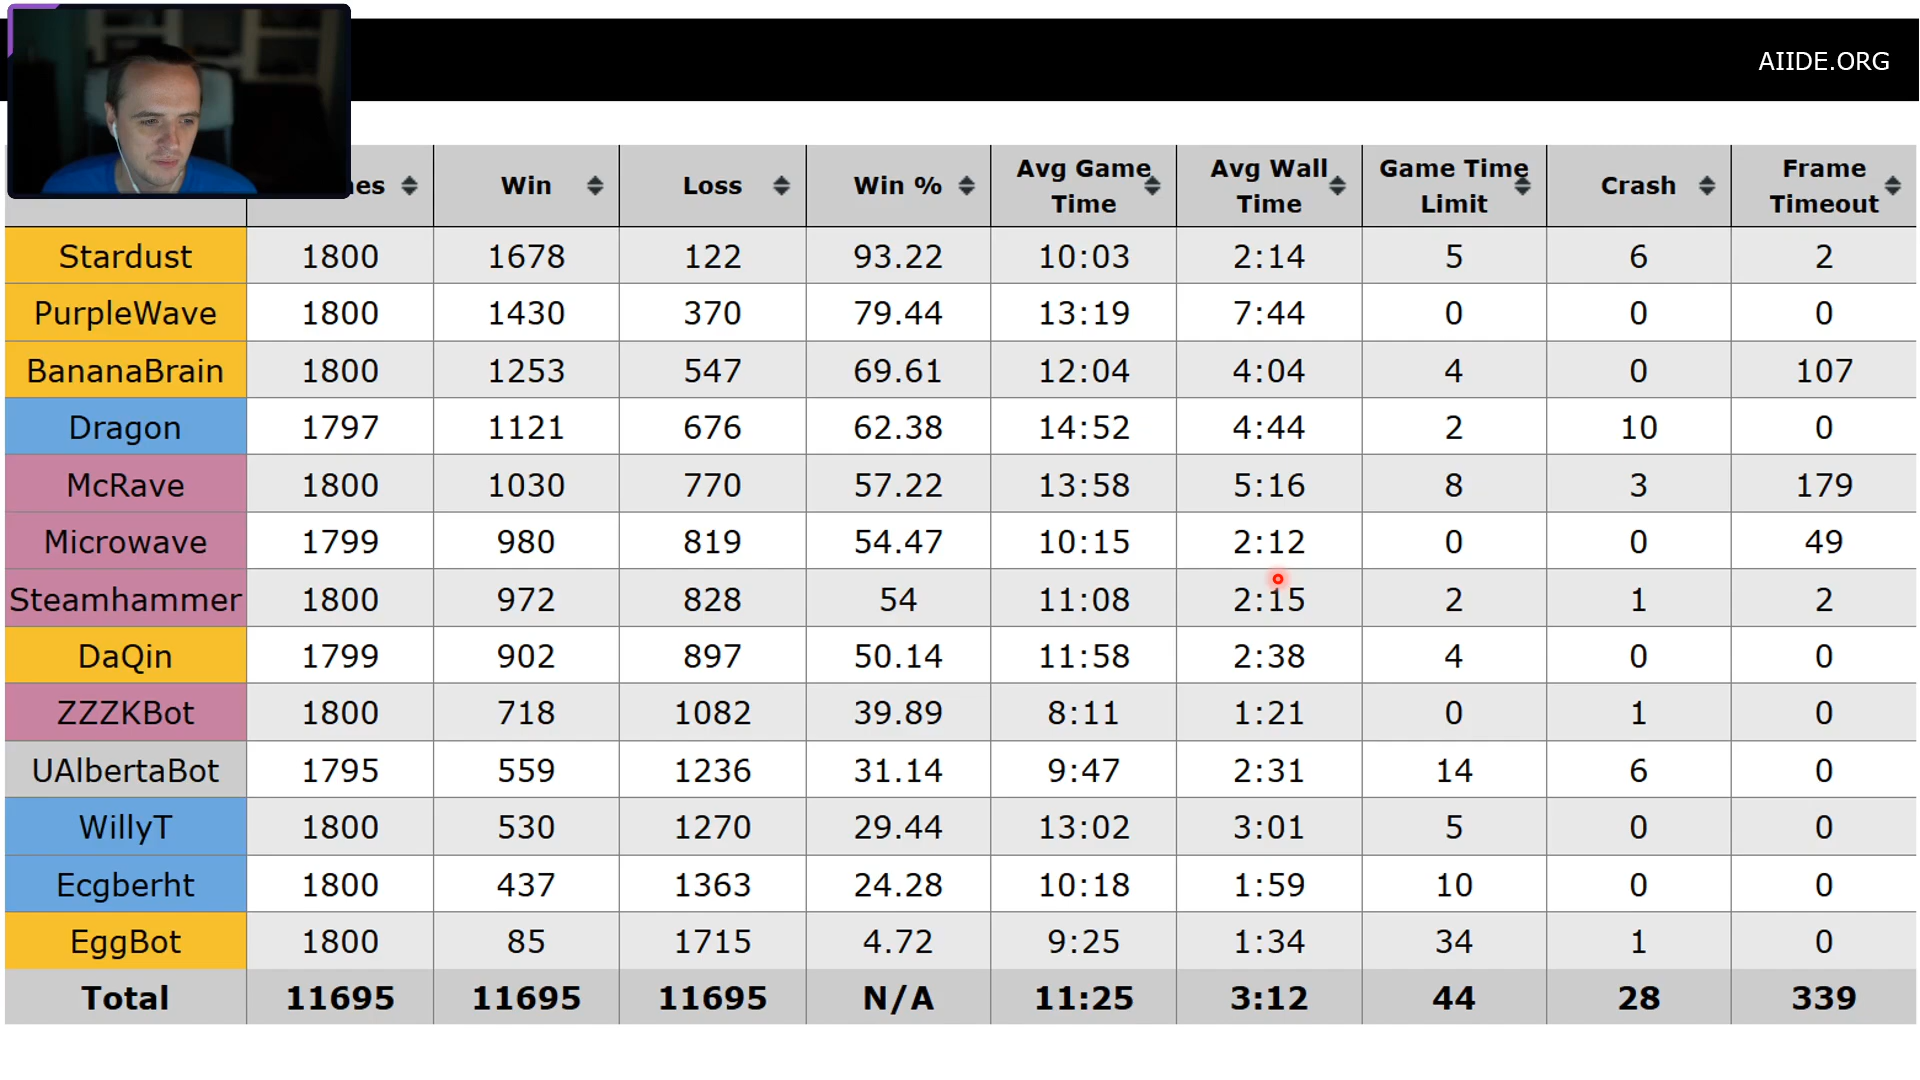 AIIDE.ORG
Win Loss Win % Avg Game Time Avg Wall Time Game Time Limit Crash Frame Timeout
Stardust 1800 1678 122 93.22 10:03 2:14 5 6 2
PurpleWave 1800 1430 370 79.44 13:19 7:44 0 0 0
BananaBrain 1800 1253 547 69.61 12:04 4:04 4 0 107
Dragon 1797 1121 676 62.38 14:52 4:44 2 10 0
McRave 1800 1030 770 57.22 13:58 5:16 8 3 179
Microwave 1799 980 819 54.47 10:15 2:12 0 0 49
Steamhammer 1800 972 828 54 11:08 2:15 2 1 2
DaQin 1799 902 897 50.14 11:58 2:38 4 0 0
ZZZKBot 1800 718 1082 39.89 8:11 1:21 0 1 0
UAlbertaBot 1795 559 1236 31.14 9:47 2:31 14 6 0
WillyT 1800 530 1270 29.44 13:02 3:01 5 0 0
Ecgberht 1800 437 1363 24.28 10:18 1:59 10 0 0
EggBot 1800 85 1715 4.72 9:25 1:34 34 1 0
Total 11695 11695 11695 N/A 11:25 3:12 44 28 339